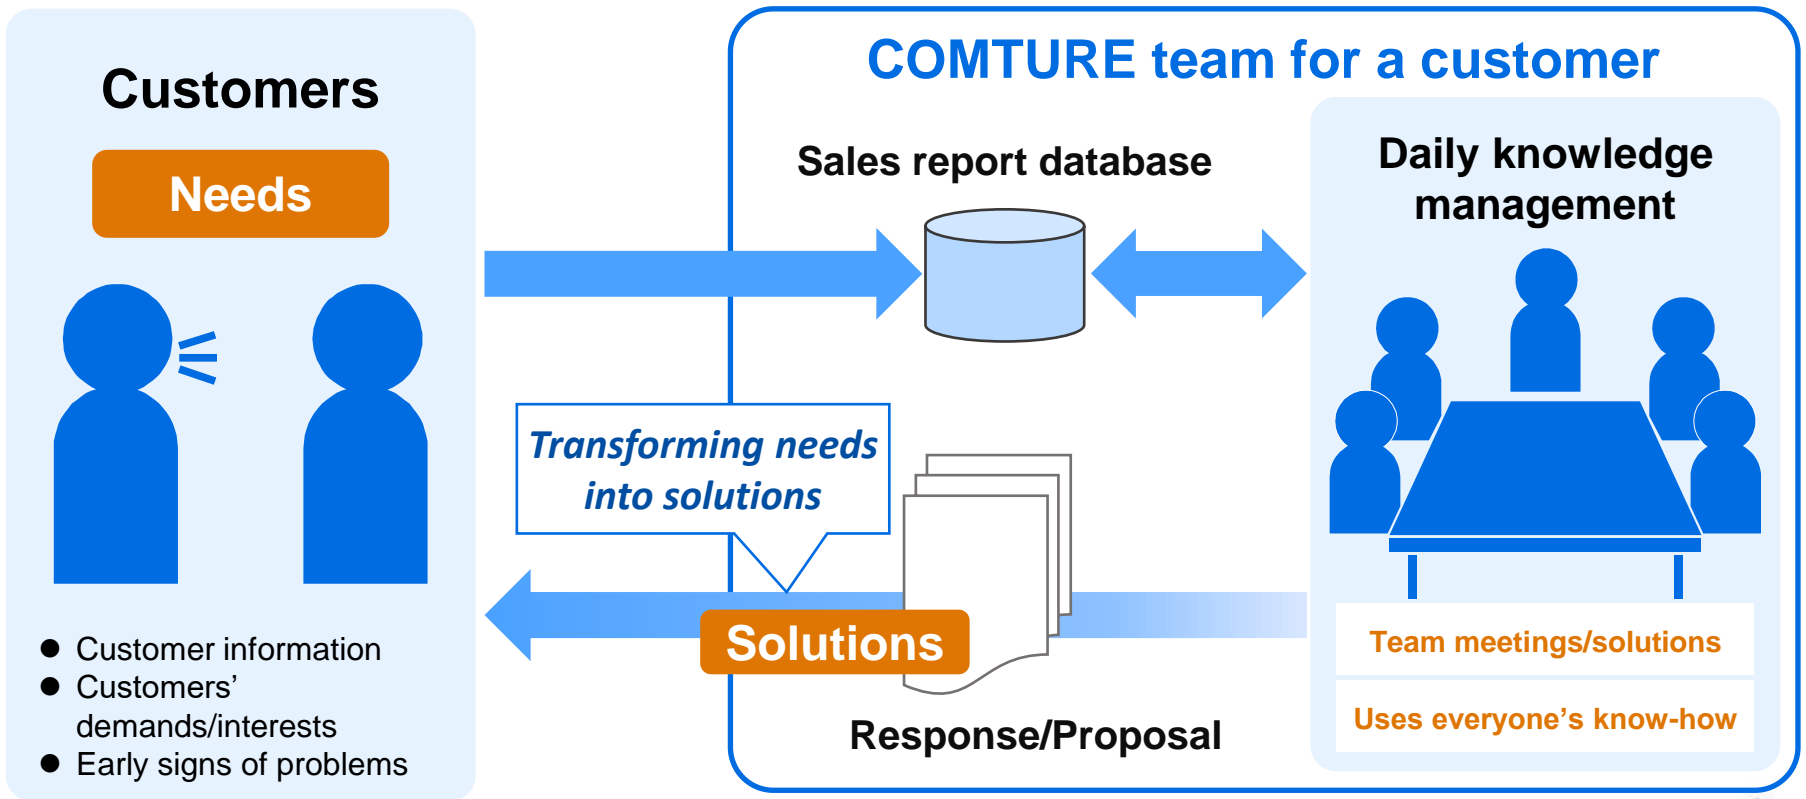 Customers
Needs
● Customer information
● Customers’
demands/interests
● Early signs of problems
COMTURE team for a customer
Sales report database
Transforming needs
into solutions
Solutions
Response/Proposal
Daily knowledge
management
Team meetings/solutions
Uses everyone’s know-how